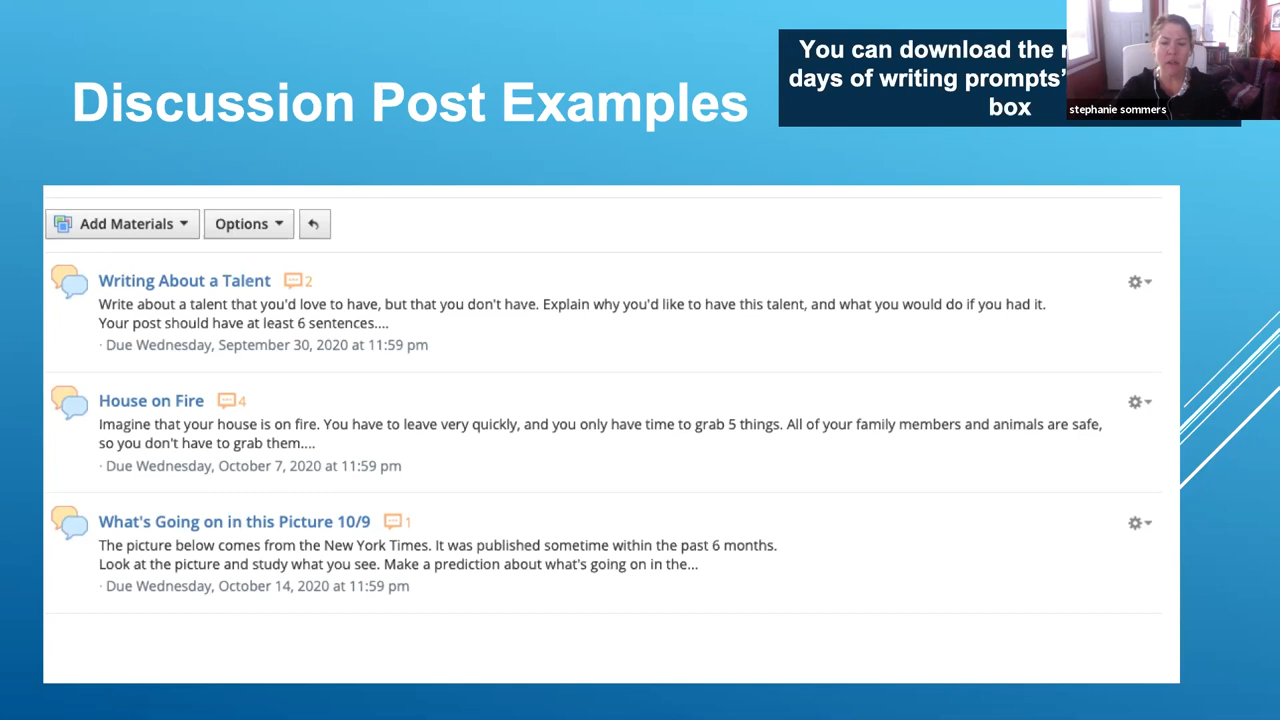 Discussion Post Examples
You can download the
days of writing prompts’
box
stephanie sommers
Add Materials
Options
Writing About a Talent
2
Write about a talent that you'd love to have, but that you don't have. Explain why you'd like to have this talent, and what you would do if you had it.
Your post should have at least 6 sentences....
· Due Wednesday, September 30, 2020 at 11:59 pm
House on Fire
4
Imagine that your house is on fire. You have to leave very quickly, and you only have time to grab 5 things. All of your family members and animals are safe,
so you don't have to grab them....
· Due Wednesday, October 7, 2020 at 11:59 pm
What's Going on in this Picture 10/9
1
The picture below comes from the New York Times. It was published sometime within the past 6 months.
Look at the picture and study what you see. Make a prediction about what's going on in the...
· Due Wednesday, October 14, 2020 at 11:59 pm